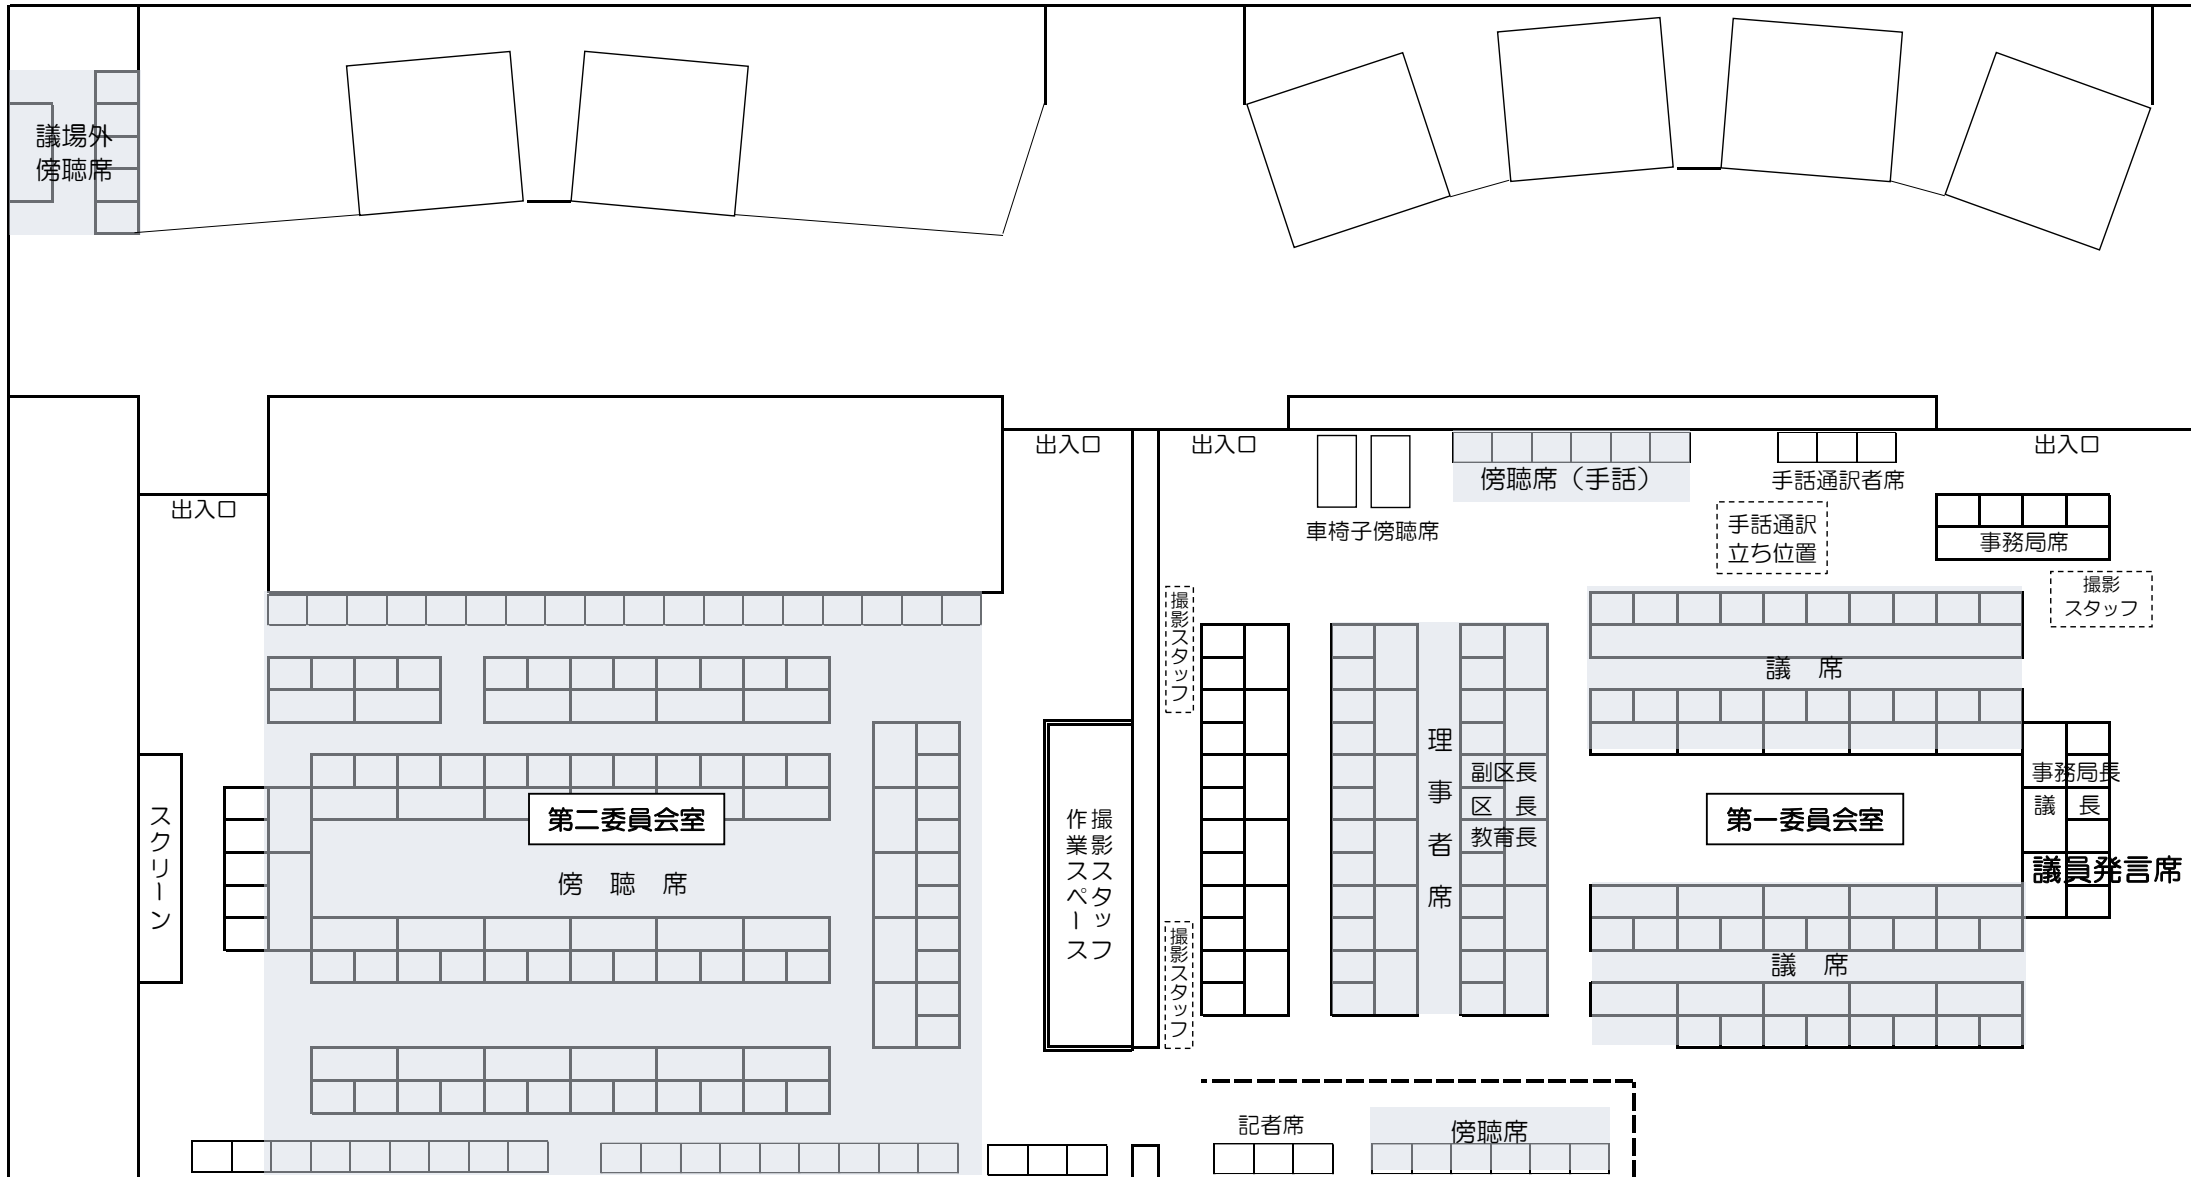 議場外
傍聴席
出入口
出入口
出入口
出入口
傍聴席（手話）
車椅子傍聴席
手話通訳者席
手話通訳
立ち位置
事務局席
撮影
スタッフ
撮影スタッフ
議　席
理事者席
副区長
区　長
教育長
事務局長
議　長
第一委員会室
議員発言席
議　席
撮影スタッフ
撮影スタッフ
作業スペース
第二委員会室
傍　聴　席
スクリーン
記者席
傍聴席